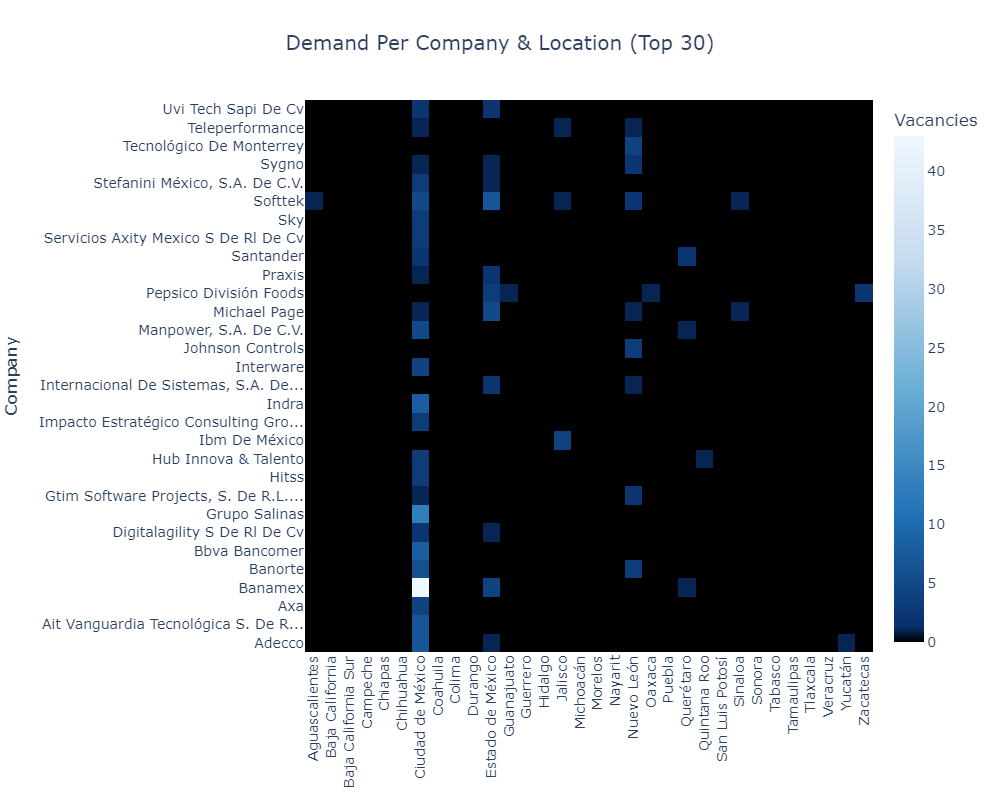 Demand Per Company & Location (Top 30)
Vacancies
Company
Uvi Tech Sapi De Cv
Teleperformance
Tecnológico De Monterrey
Sygno
Stefanini México, S.A. De C.V.
Softtek
Sky
Servicios Axity Mexico S De Rl De Cv
Santander
Praxis
Pepsico División Foods
Michael Page
Manpower, S.A. De C.V.
Johnson Controls
Interware
Internacional De Sistemas, S.A. De...
Indra
Impacto Estratégico Consulting Gro...
Ibm De México
Hub Innova & Talento
Hitss
Gtim Software Projects, S. De R.L....
Grupo Salinas
Digitalagility S De Rl De Cv
Bbva Bancomer
Banorte
Banamex
Axa
Ait Vanguardia Tecnológica S. De R...
Adecco
40
35
30
25
20
15
10
5
0
Aguascalientes
Baja California
Baja California Sur
Campeche
Chiapas
Chihuahua
Ciudad de México
Coahuila
Colima
Durango
Estado de México
Guanajuato
Guerrero
Hidalgo
Jalisco
Michoacán
Morelos
Nayarit
Nuevo León
Oaxaca
Puebla
Querétaro
Quintana Roo
San Luis Potosí
Sinaloa
Sonora
Tabasco
Tamaulipas
Tlaxcala
Veracruz
Yucatán
Zacatecas